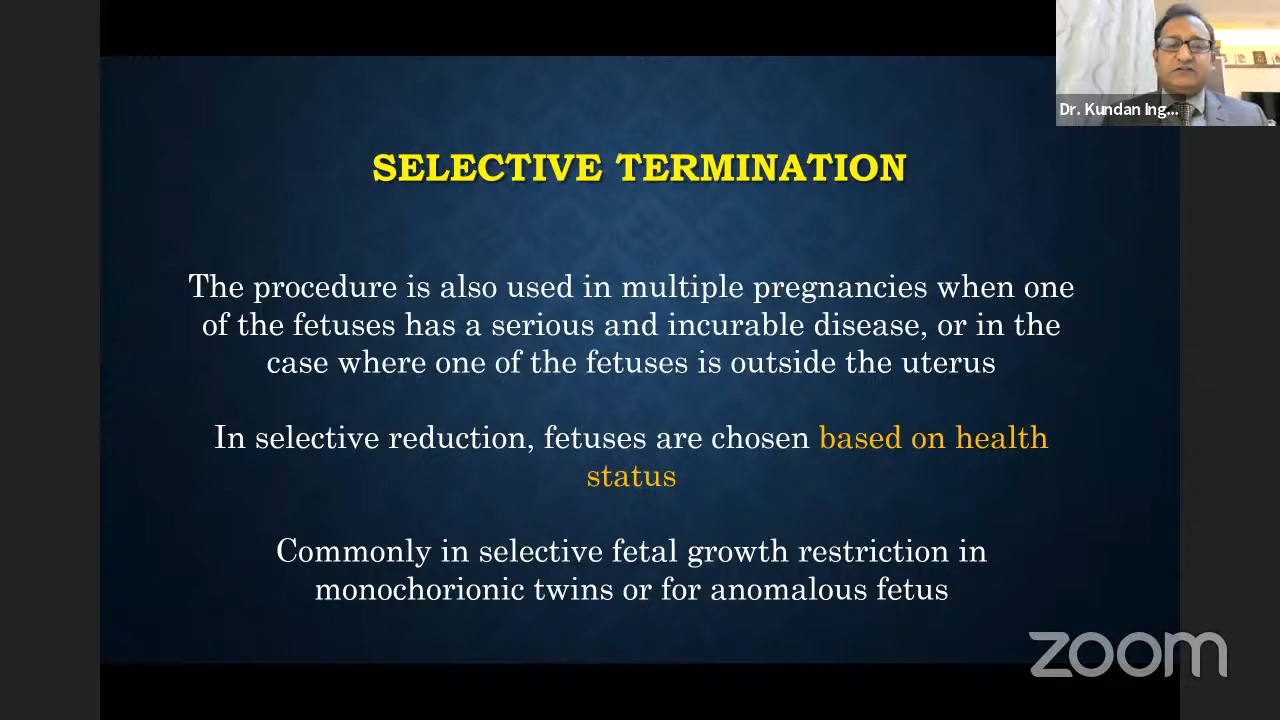 Dr. Kundan Ing...
SELECTIVE TERMINATION
The procedure is also used in multiple pregnancies when one
of the fetuses has a serious and incurable disease, or in the
case where one of the fetuses is outside the uterus
In selective reduction, fetuses are chosen based on health
status
Commonly in selective fetal growth restriction in
monochorionic twins or for anomalous fetus
zoom